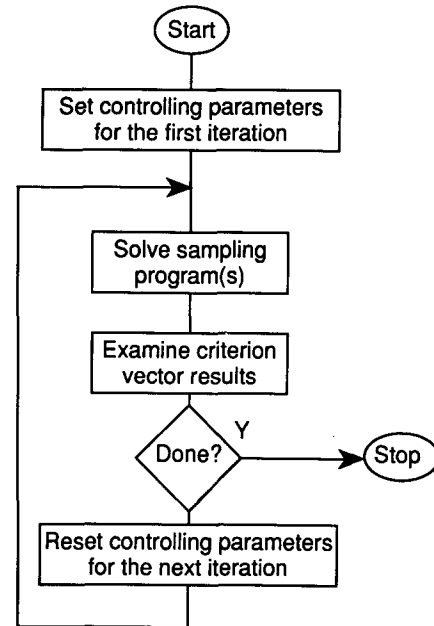 Start
Set controlling parameters
for the first iteration
Solve sampling
program(s)
Examine criterion
vector results
Done?
Y
Stop
Reset controlling parameters
for the next iteration